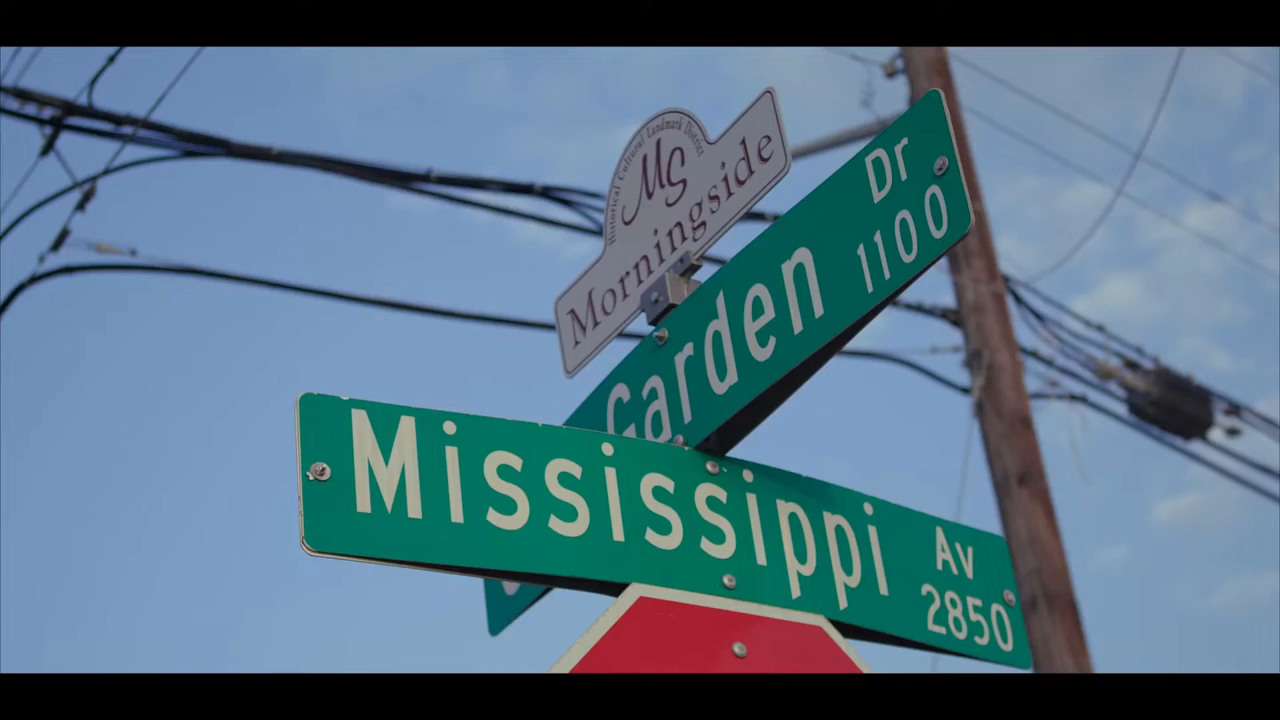 Historical Cultural Landmark District
MS
Morningside
Garden Dr
1100
Mississippi Av
2850